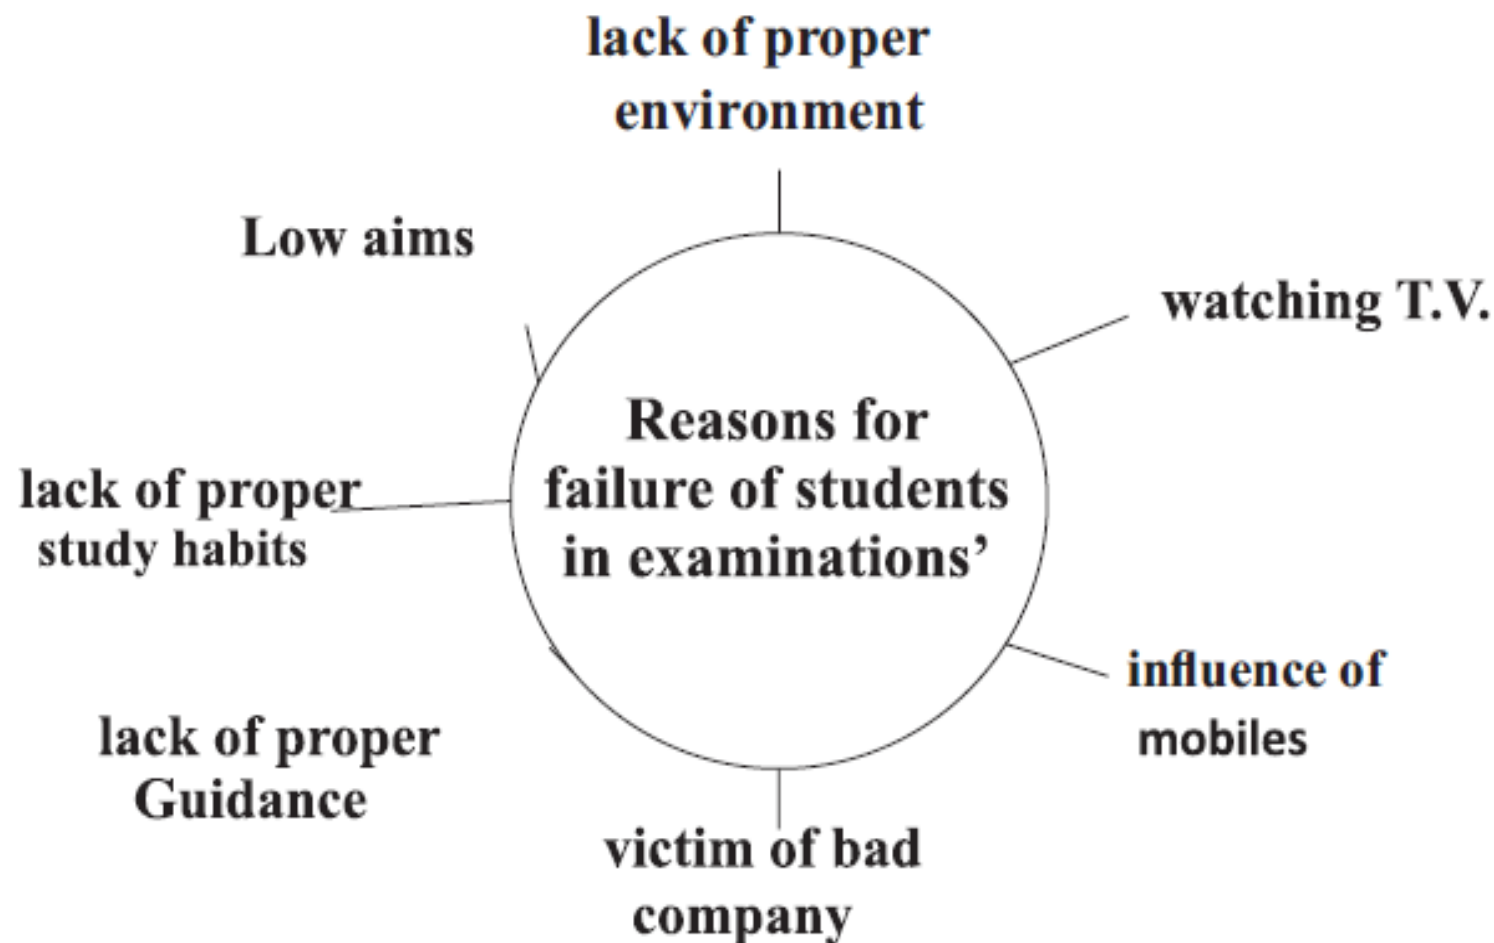 lack of proper
environment
Low aims
watching T.V.
Reasons for
failure of students
in examinations’
lack of proper
study habits
influence of
mobiles
lack of proper
Guidance
victim of bad
company